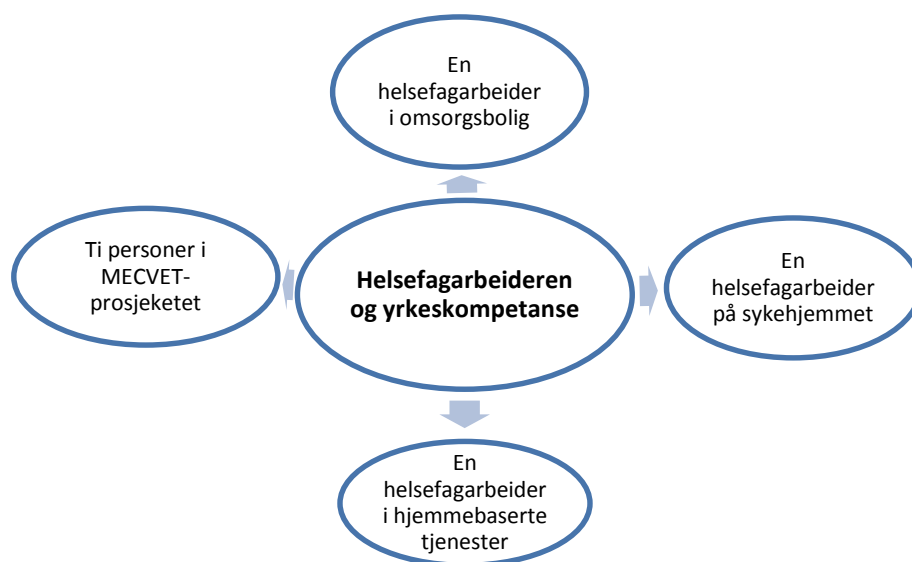 En
helsefagarbeider
i omsorgsbolig
Ti personer i
MECVET-
prosjeketet
Helsefagarbeideren
og yrkeskompetanse
En
helsefagarbeider
på sykehjemmet
En
helsefagarbeider
i hjemmebaserte
tjenester